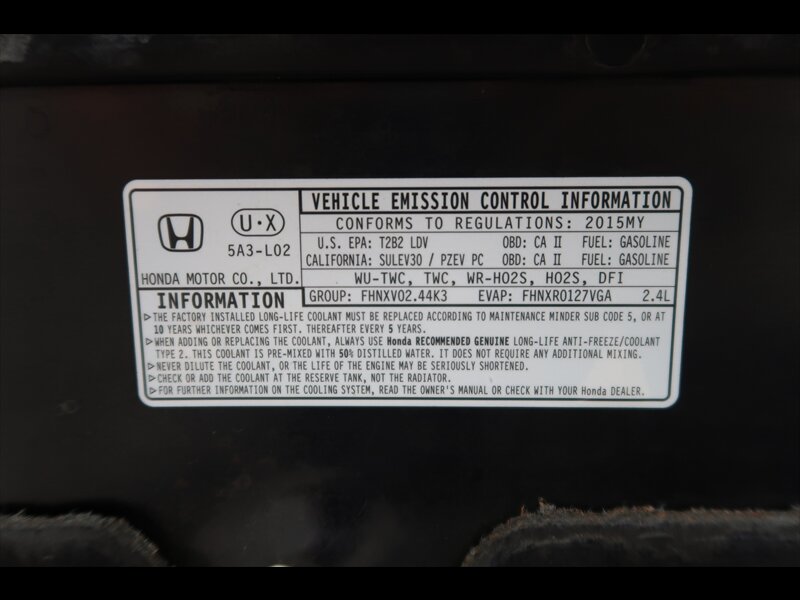 VEHICLE EMISSION CONTROL INFORMATION
U·X
5A3-L02
HONDA MOTOR CO., LTD.
CONFORMS TO REGULATIONS: 2015MY
U.S. EPA: T2B2 LDV OBD: CA II FUEL: GASOLINE
CALIFORNIA: SULEV30 / PZEV PC OBD: CA II FUEL: GASOLINE
WU-TWC, TWC, WR-HO2S, HO2S, DFI
GROUP: FHNXV02.44K3 EVAP: FHNXR0127VGA 2.4L
INFORMATION
▷THE FACTORY INSTALLED LONG-LIFE COOLANT MUST BE REPLACED ACCORDING TO MAINTENANCE MINDER SUB CODE 5, OR AT
10 YEARS WHICHEVER COMES FIRST. THEREAFTER EVERY 5 YEARS.
▷WHEN ADDING OR REPLACING THE COOLANT, ALWAYS USE Honda RECOMMENDED GENUINE LONG-LIFE ANTI-FREEZE/COOLANT
TYPE 2. THIS COOLANT IS PRE-MIXED WITH 50% DISTILLED WATER. IT DOES NOT REQUIRE ANY ADDITIONAL MIXING.
▷NEVER DILUTE THE COOLANT, OR THE LIFE OF THE ENGINE MAY BE SERIOUSLY SHORTENED.
▷CHECK OR ADD THE COOLANT AT THE RESERVE TANK, NOT THE RADIATOR.
▷FOR FURTHER INFORMATION ON THE COOLING SYSTEM, READ THE OWNER'S MANUAL OR CHECK WITH YOUR Honda DEALER.